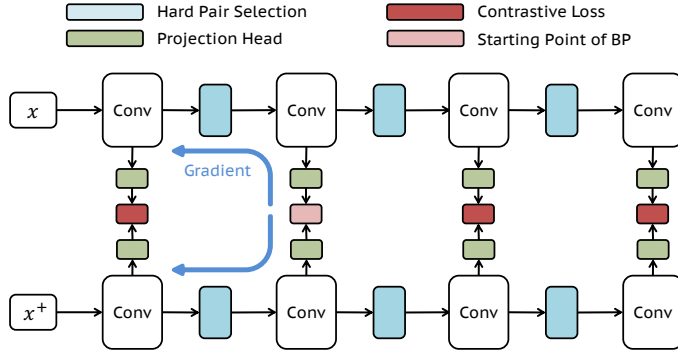 Hard Pair Selection
Contrastive Loss
Projection Head
Starting Point of BP
x
Conv
Conv
Conv
Conv
Gradient
x⁺
Conv
Conv
Conv
Conv